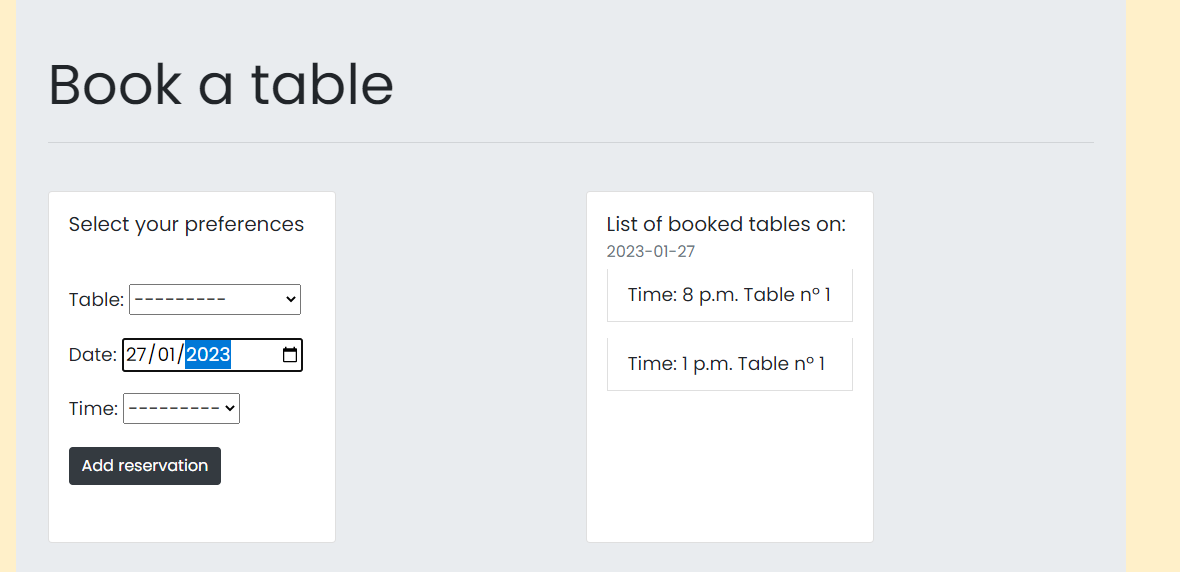 Book a table
Select your preferences
Table: ---------
Date: 27/01/2023
Time: ---------
Add reservation
List of booked tables on:
2023-01-27
Time: 8 p.m. Table nº 1
Time: 1 p.m. Table nº 1